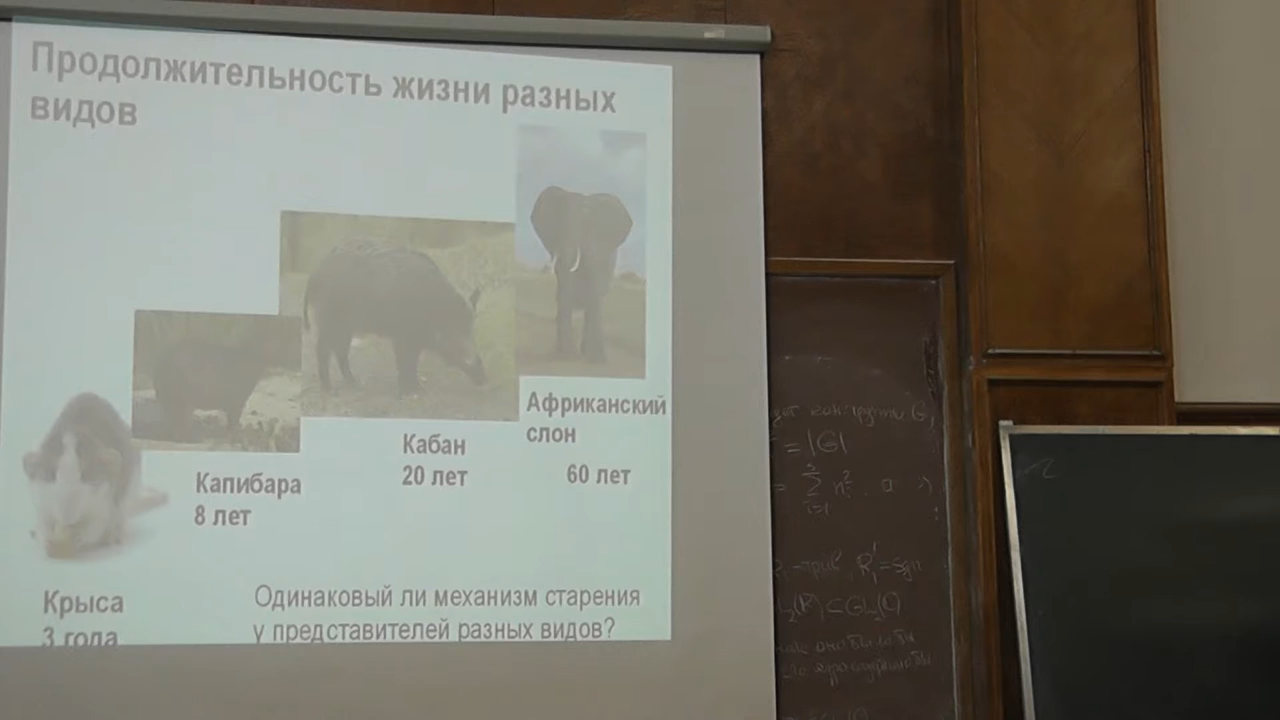 Продолжительность жизни разных
видов
Африканский
слон
60 лет
Кабан
20 лет
Капибара
8 лет
Крыса
3 года
Одинаковый ли механизм старения
у представителей разных видов?
= |G|